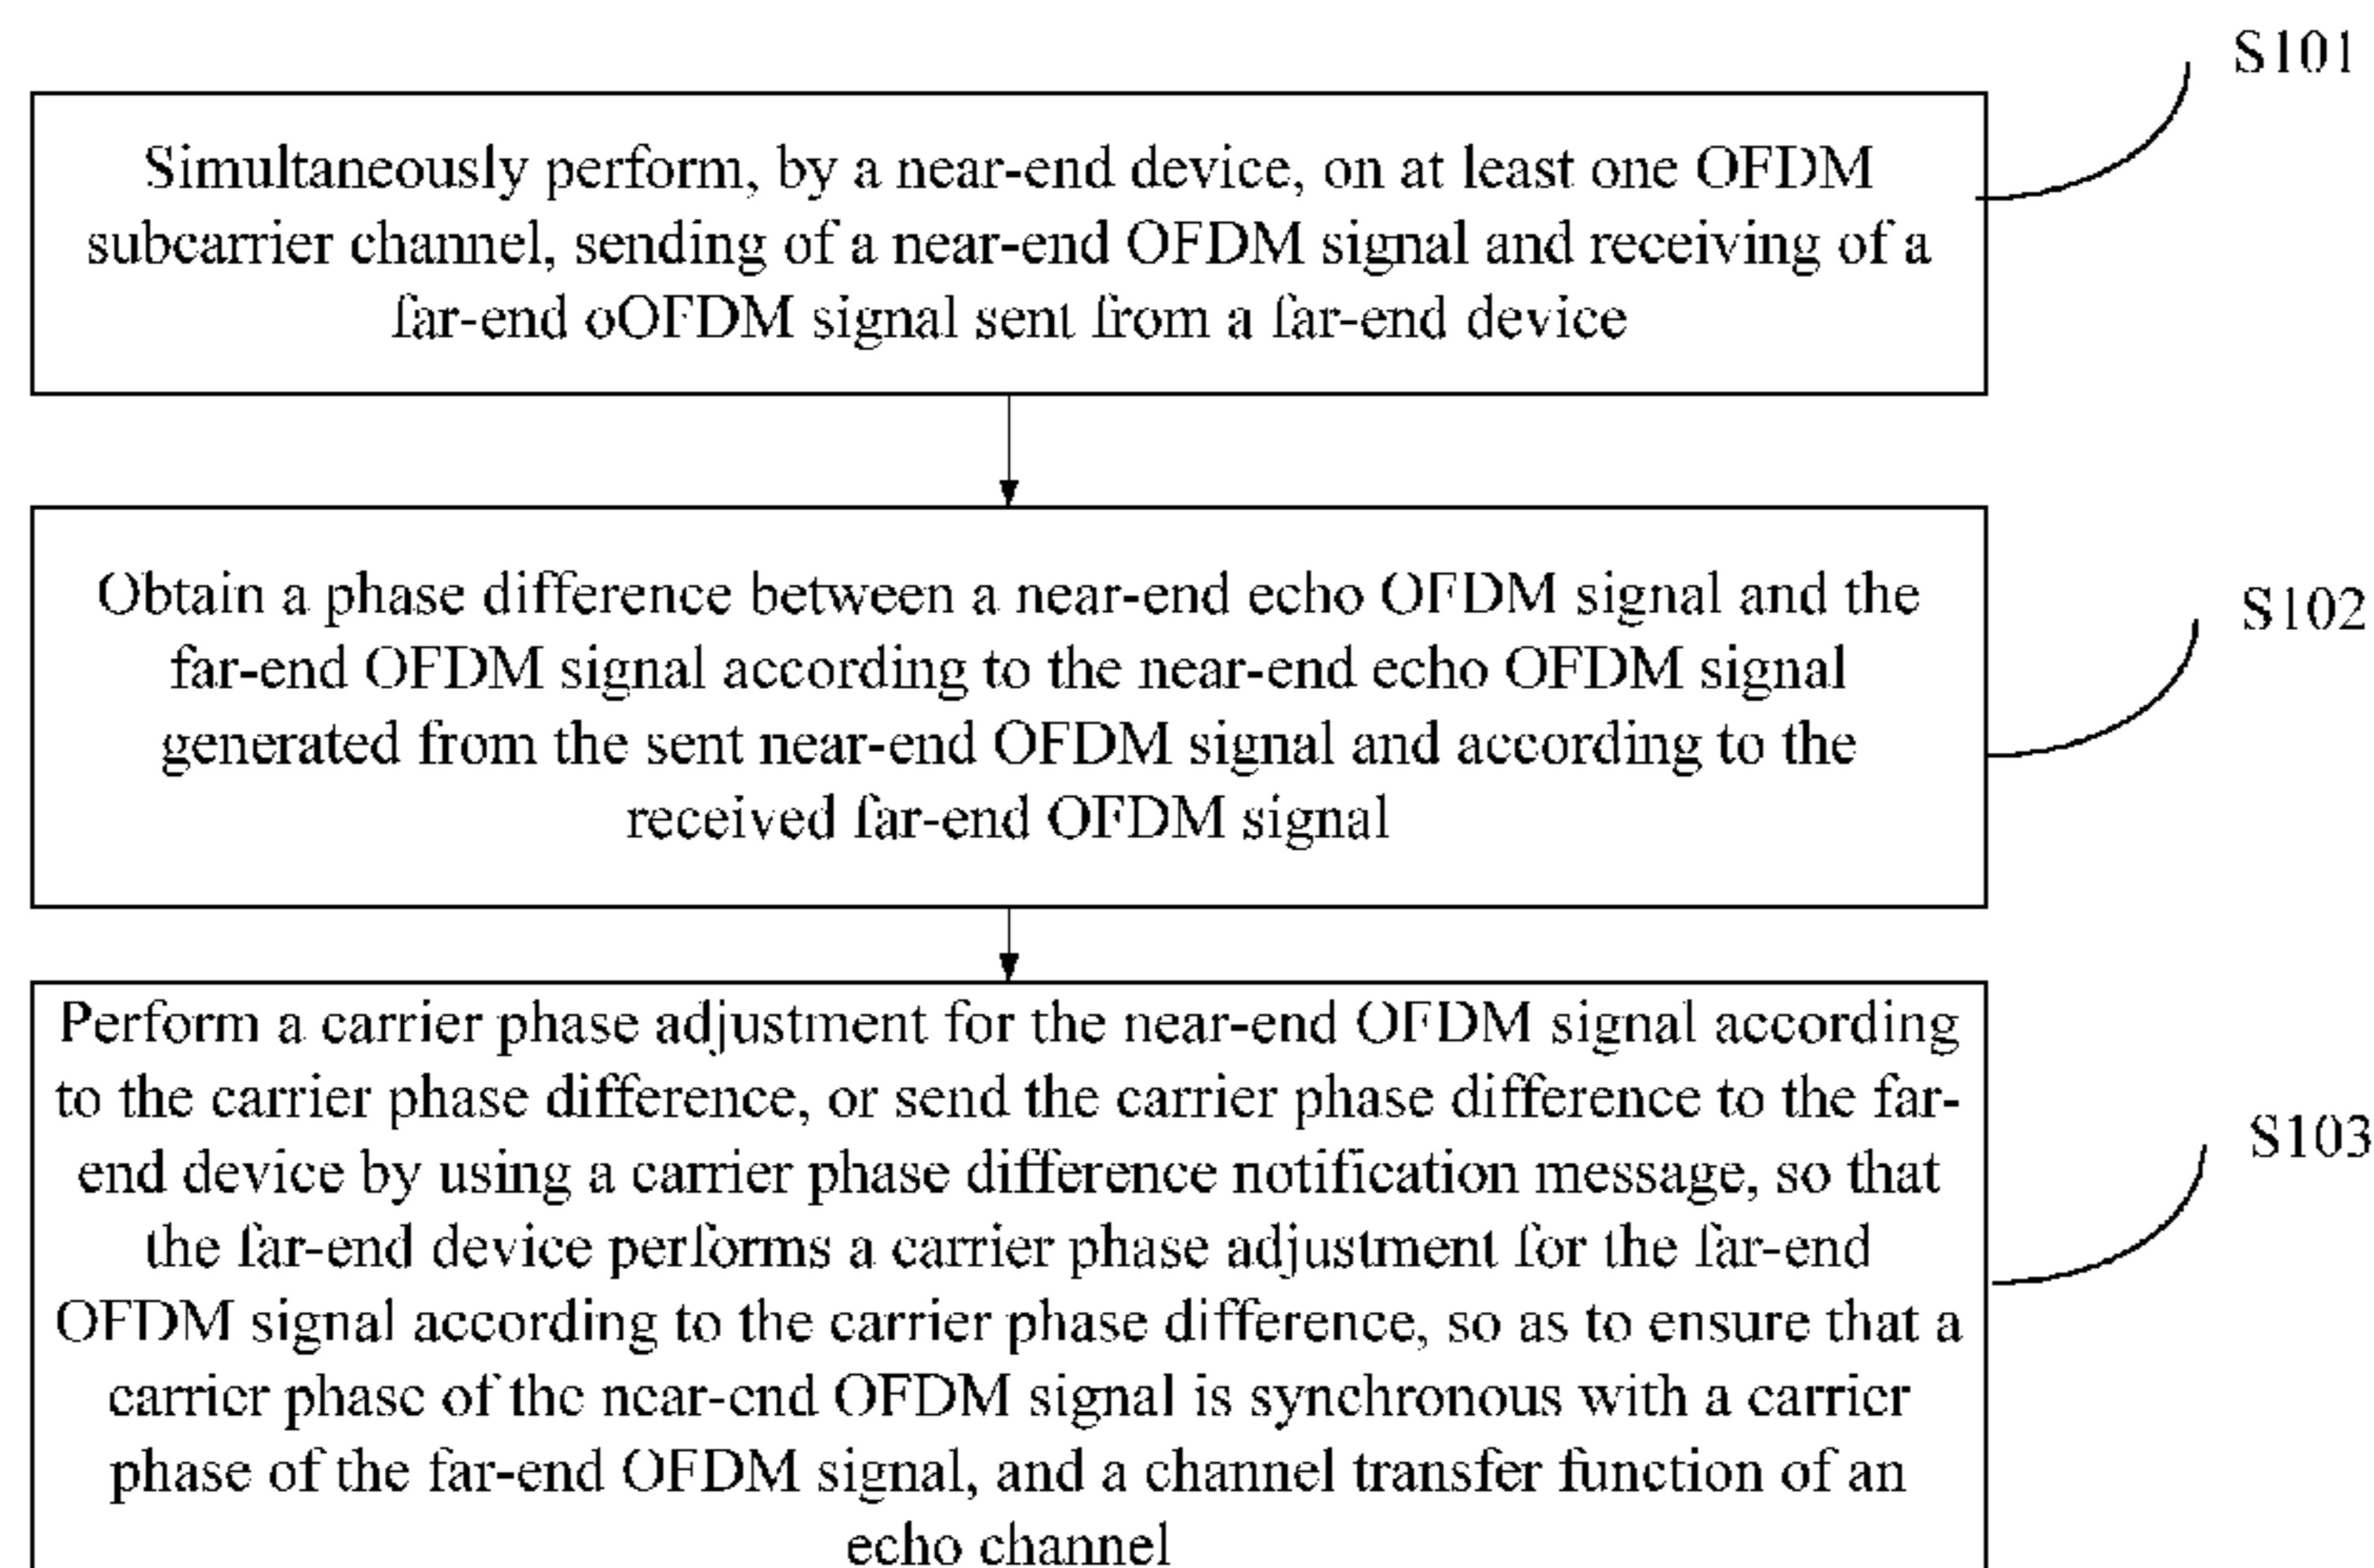 S101
Simultaneously perform, by a near-end device, on at least one OFDM
subcarrier channel, sending of a near-end OFDM signal and receiving of a
far-end oOFDM signal sent from a far-end device
Obtain a phase difference between a near-end echo OFDM signal and the
far-end OFDM signal according to the near-end echo OFDM signal
generated from the sent near-end OFDM signal and according to the
received far-end OFDM signal
S102
Perform a carrier phase adjustment for the near-end OFDM signal according
to the carrier phase difference, or send the carrier phase difference to the far-
end device by using a carrier phase difference notification message, so that
the far-end device performs a carrier phase adjustment for the far-end
OFDM signal according to the carrier phase difference, so as to ensure that a
carrier phase of the near-end OFDM signal is synchronous with a carrier
phase of the far-end OFDM signal, and a channel transfer function of an
echo channel
S103